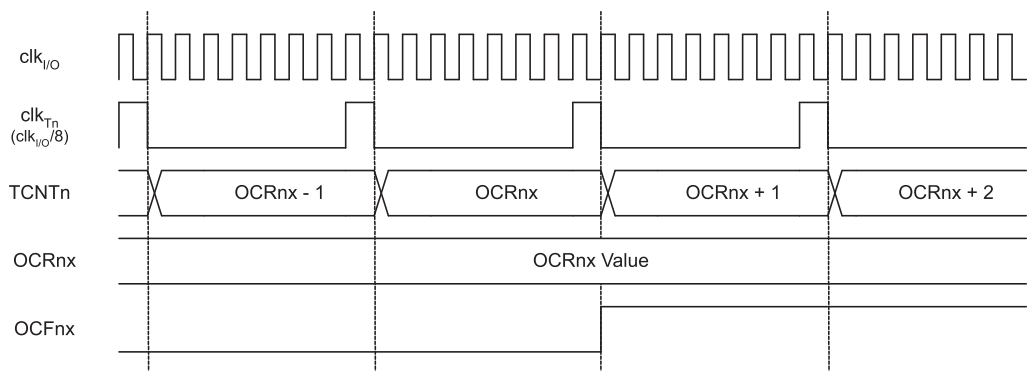 clkI/O
clkTn
(clkI/O/8)
TCNTn OCRnx - 1 OCRnx OCRnx + 1 OCRnx + 2
OCRnx OCRnx Value
OCFnx